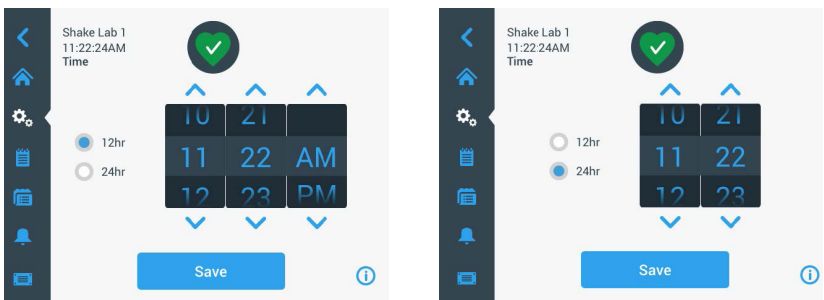 Shake Lab 1
11:22:24AM
Time
12hr
24hr
10 21
11 22 AM
12 23 PM
Save
Shake Lab 1
11:22:24AM
Time
12hr
24hr
10 21
11 22
12 23
Save